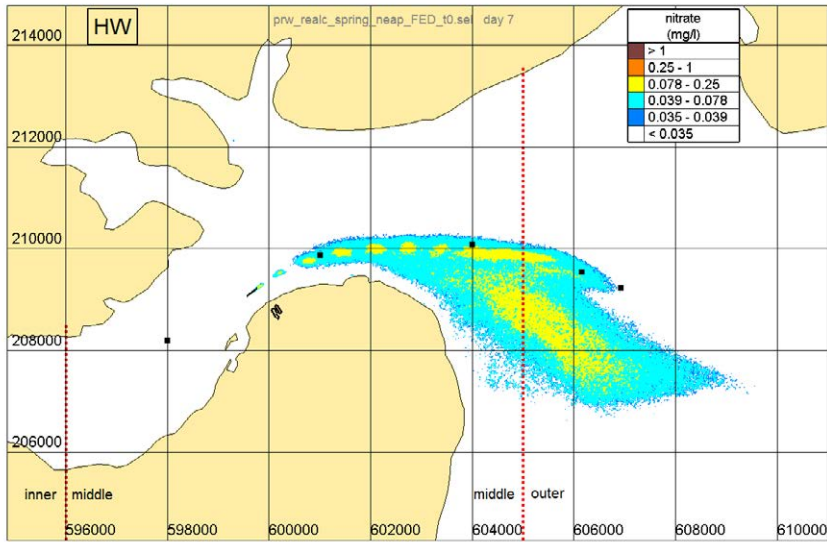 HW
prw_realc_spring_neap_FED_t0.sel day 7
nitrate
(mg/l)
> 1
0.25 - 1
0.078 - 0.25
0.039 - 0.078
0.035 - 0.039
< 0.035
214000
212000
210000
208000
206000
inner middle
middle outer
596000 598000 600000 602000 604000 606000 608000 610000